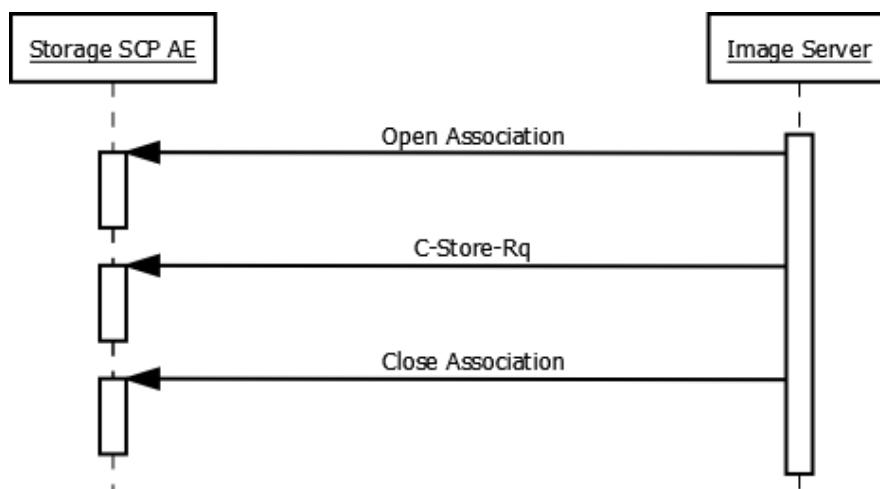 Storage SCP AE
Image Server
Open Association
C-Store-Rq
Close Association